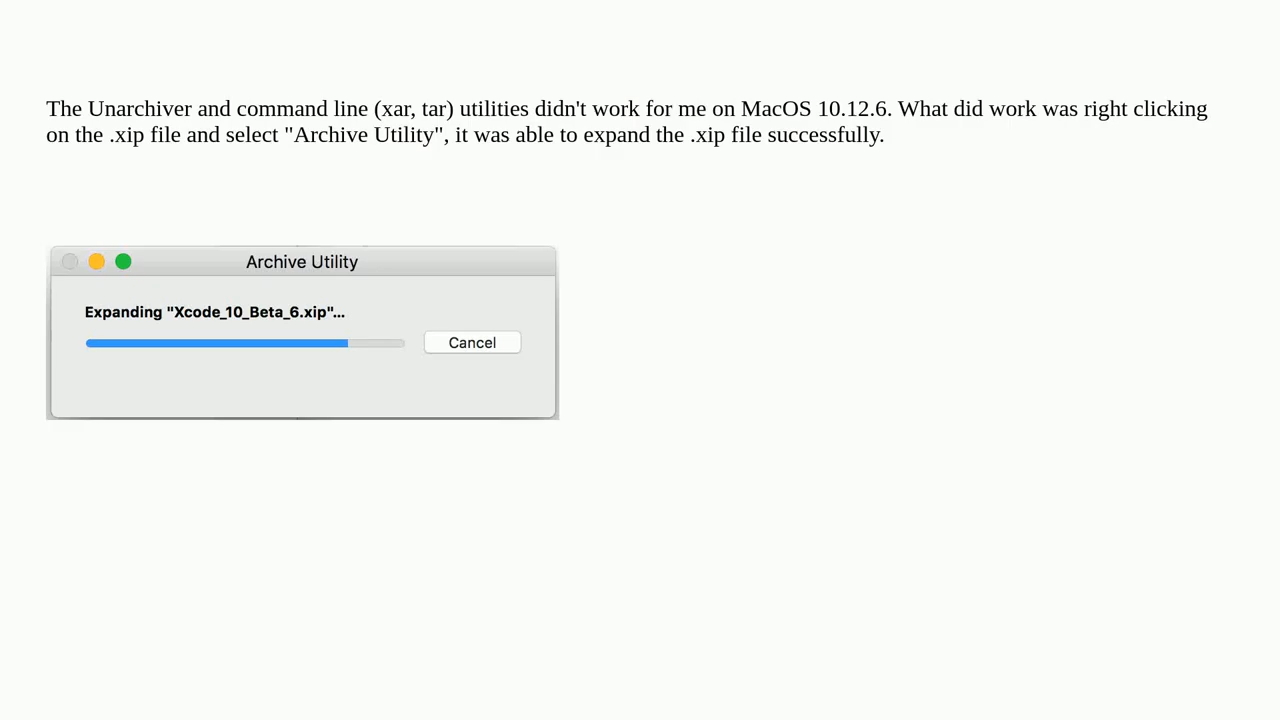 The Unarchiver and command line (xar, tar) utilities didn't work for me on MacOS 10.12.6. What did work was right clicking
on the .xip file and select "Archive Utility", it was able to expand the .xip file successfully.
Archive Utility
Expanding "Xcode_10_Beta_6.xip"...
Cancel